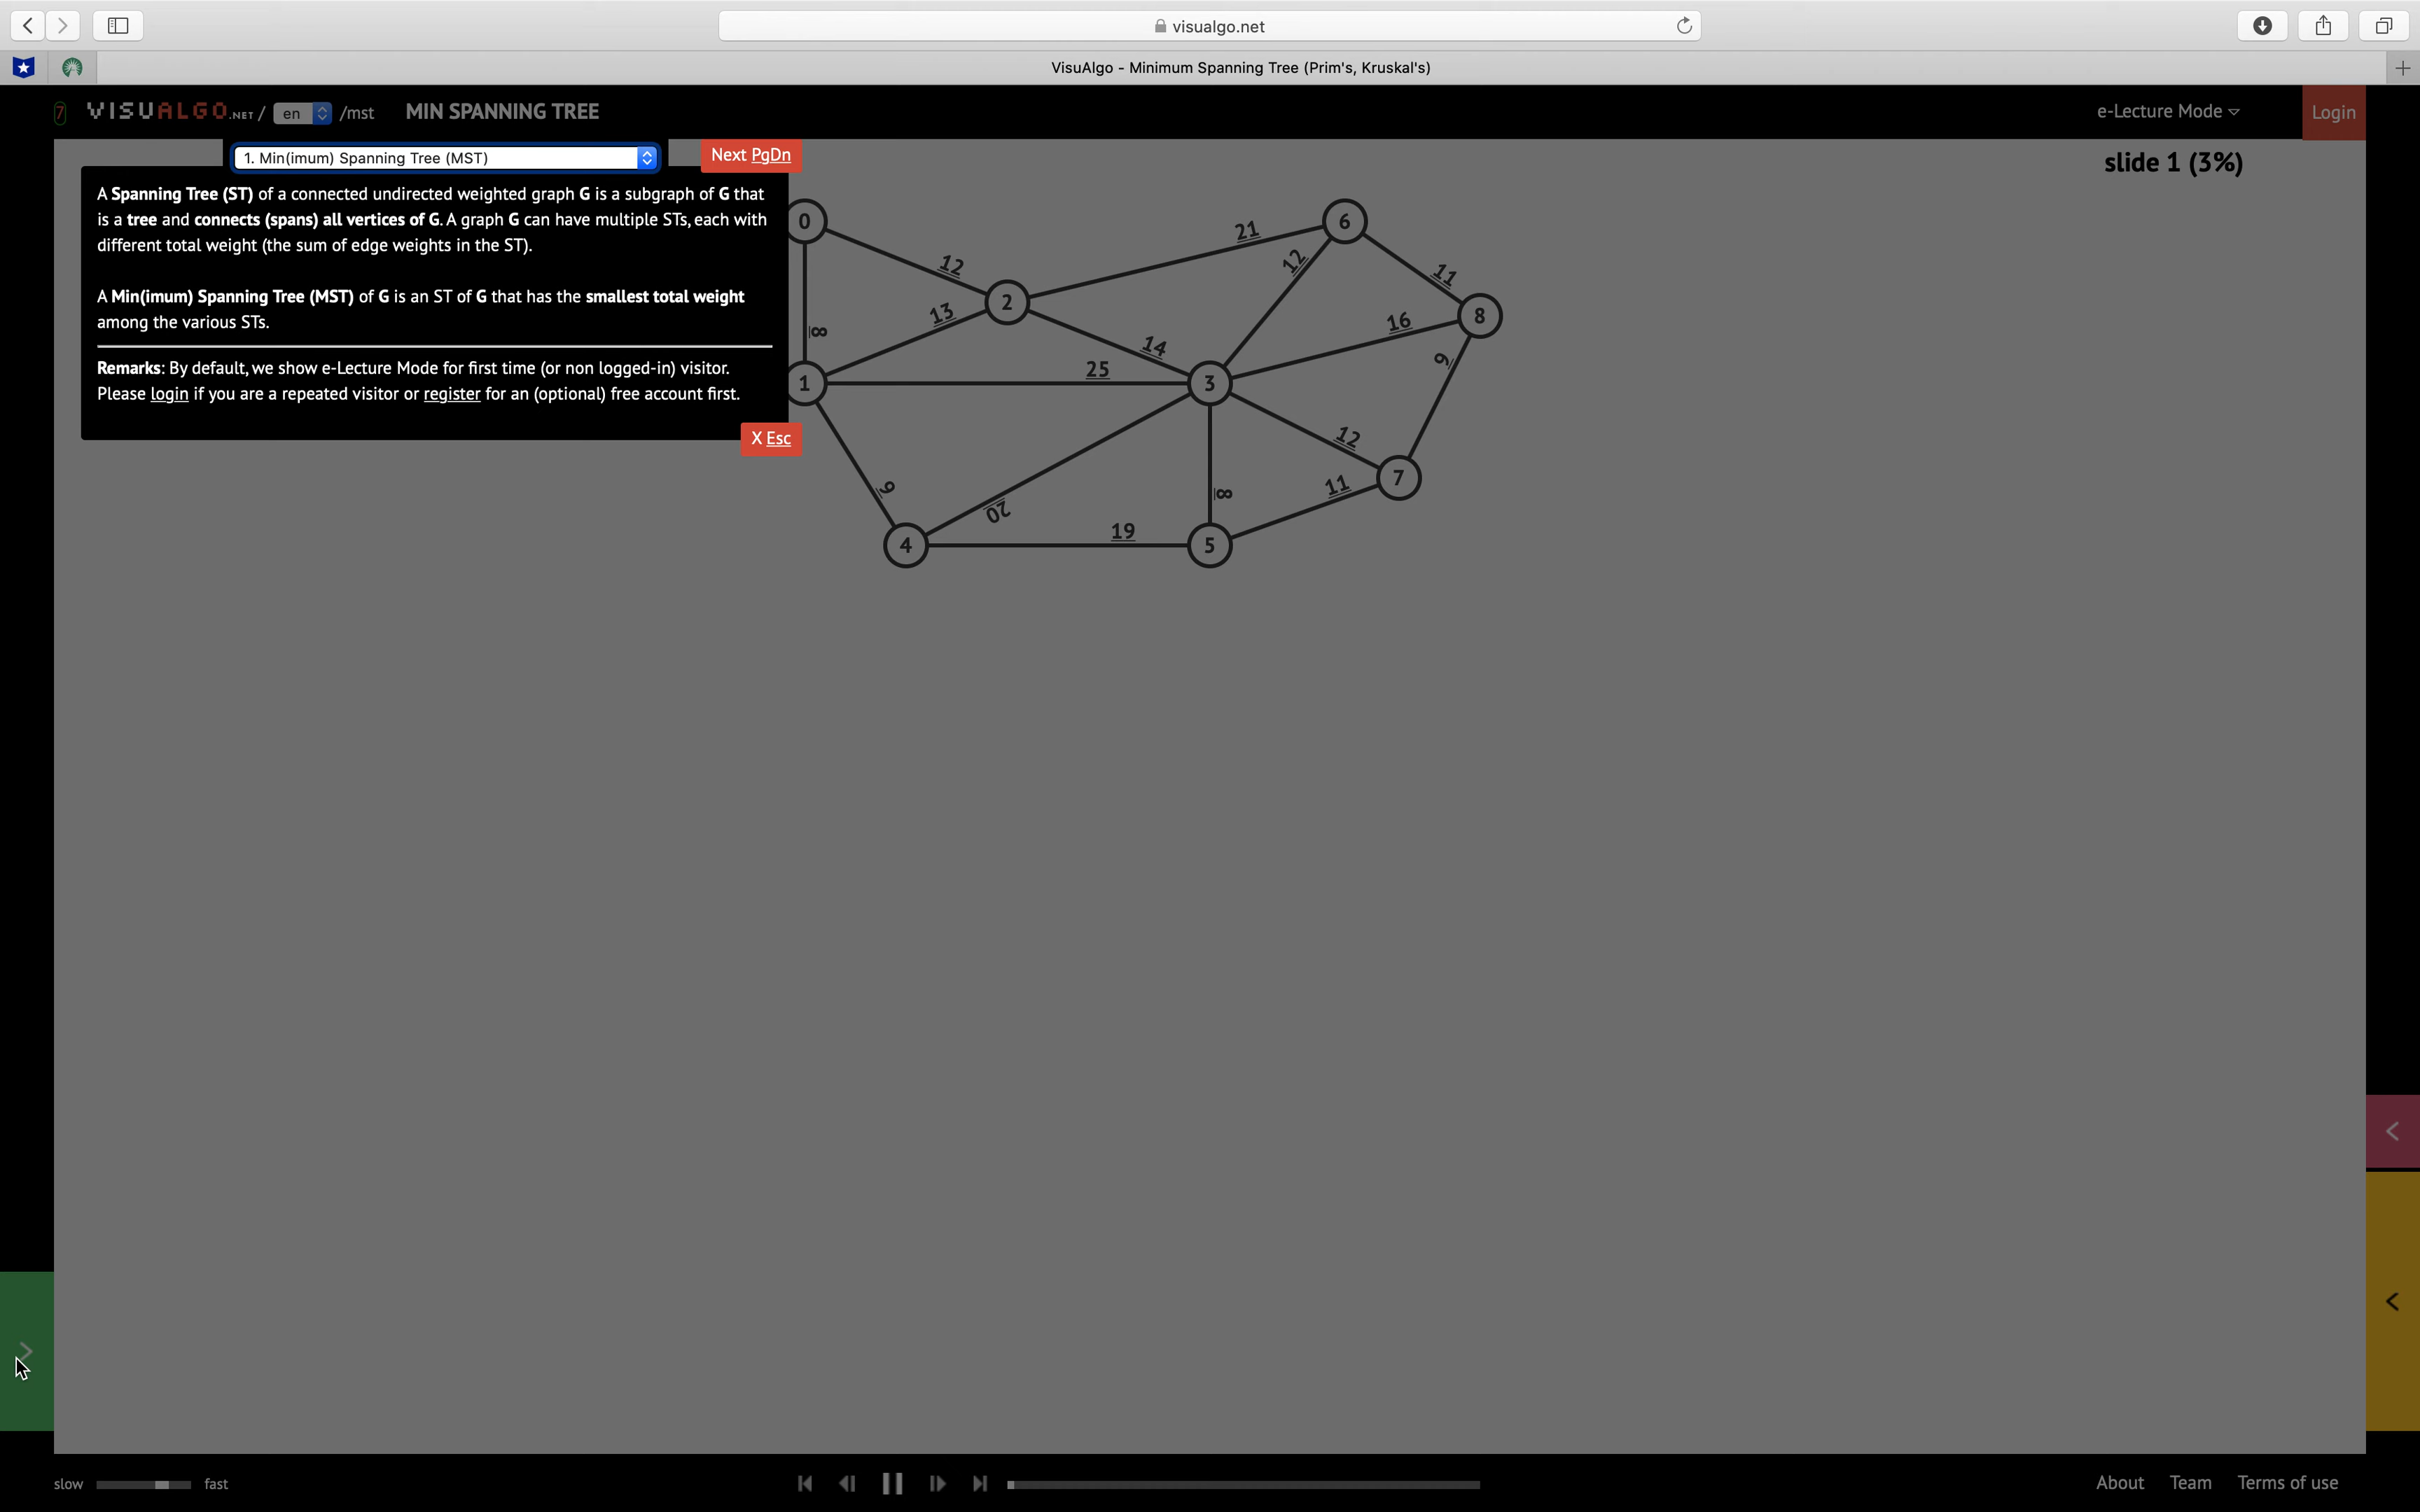 visualgo.net
VisuAlgo - Minimum Spanning Tree (Prim's, Kruskal's)
7 VISUALGO.NET / en /mst MIN SPANNING TREE e-Lecture Mode Login
1. Min(imum) Spanning Tree (MST) Next PgDn slide 1 (3%)
A Spanning Tree (ST) of a connected undirected weighted graph G is a subgraph of G that
is a tree and connects (spans) all vertices of G. A graph G can have multiple STs, each with
different total weight (the sum of edge weights in the ST).
A Min(imum) Spanning Tree (MST) of G is an ST of G that has the smallest total weight
among the various STs.
Remarks: By default, we show e-Lecture Mode for first time (or non logged-in) visitor.
Please login if you are a repeated visitor or register for an (optional) free account first.
X Esc
0 6
21
12 12
11
2
13 8
8 16
14
25 9
1 3
12
7
9 11
8
20
19
4 5
slow fast About Team Terms of use